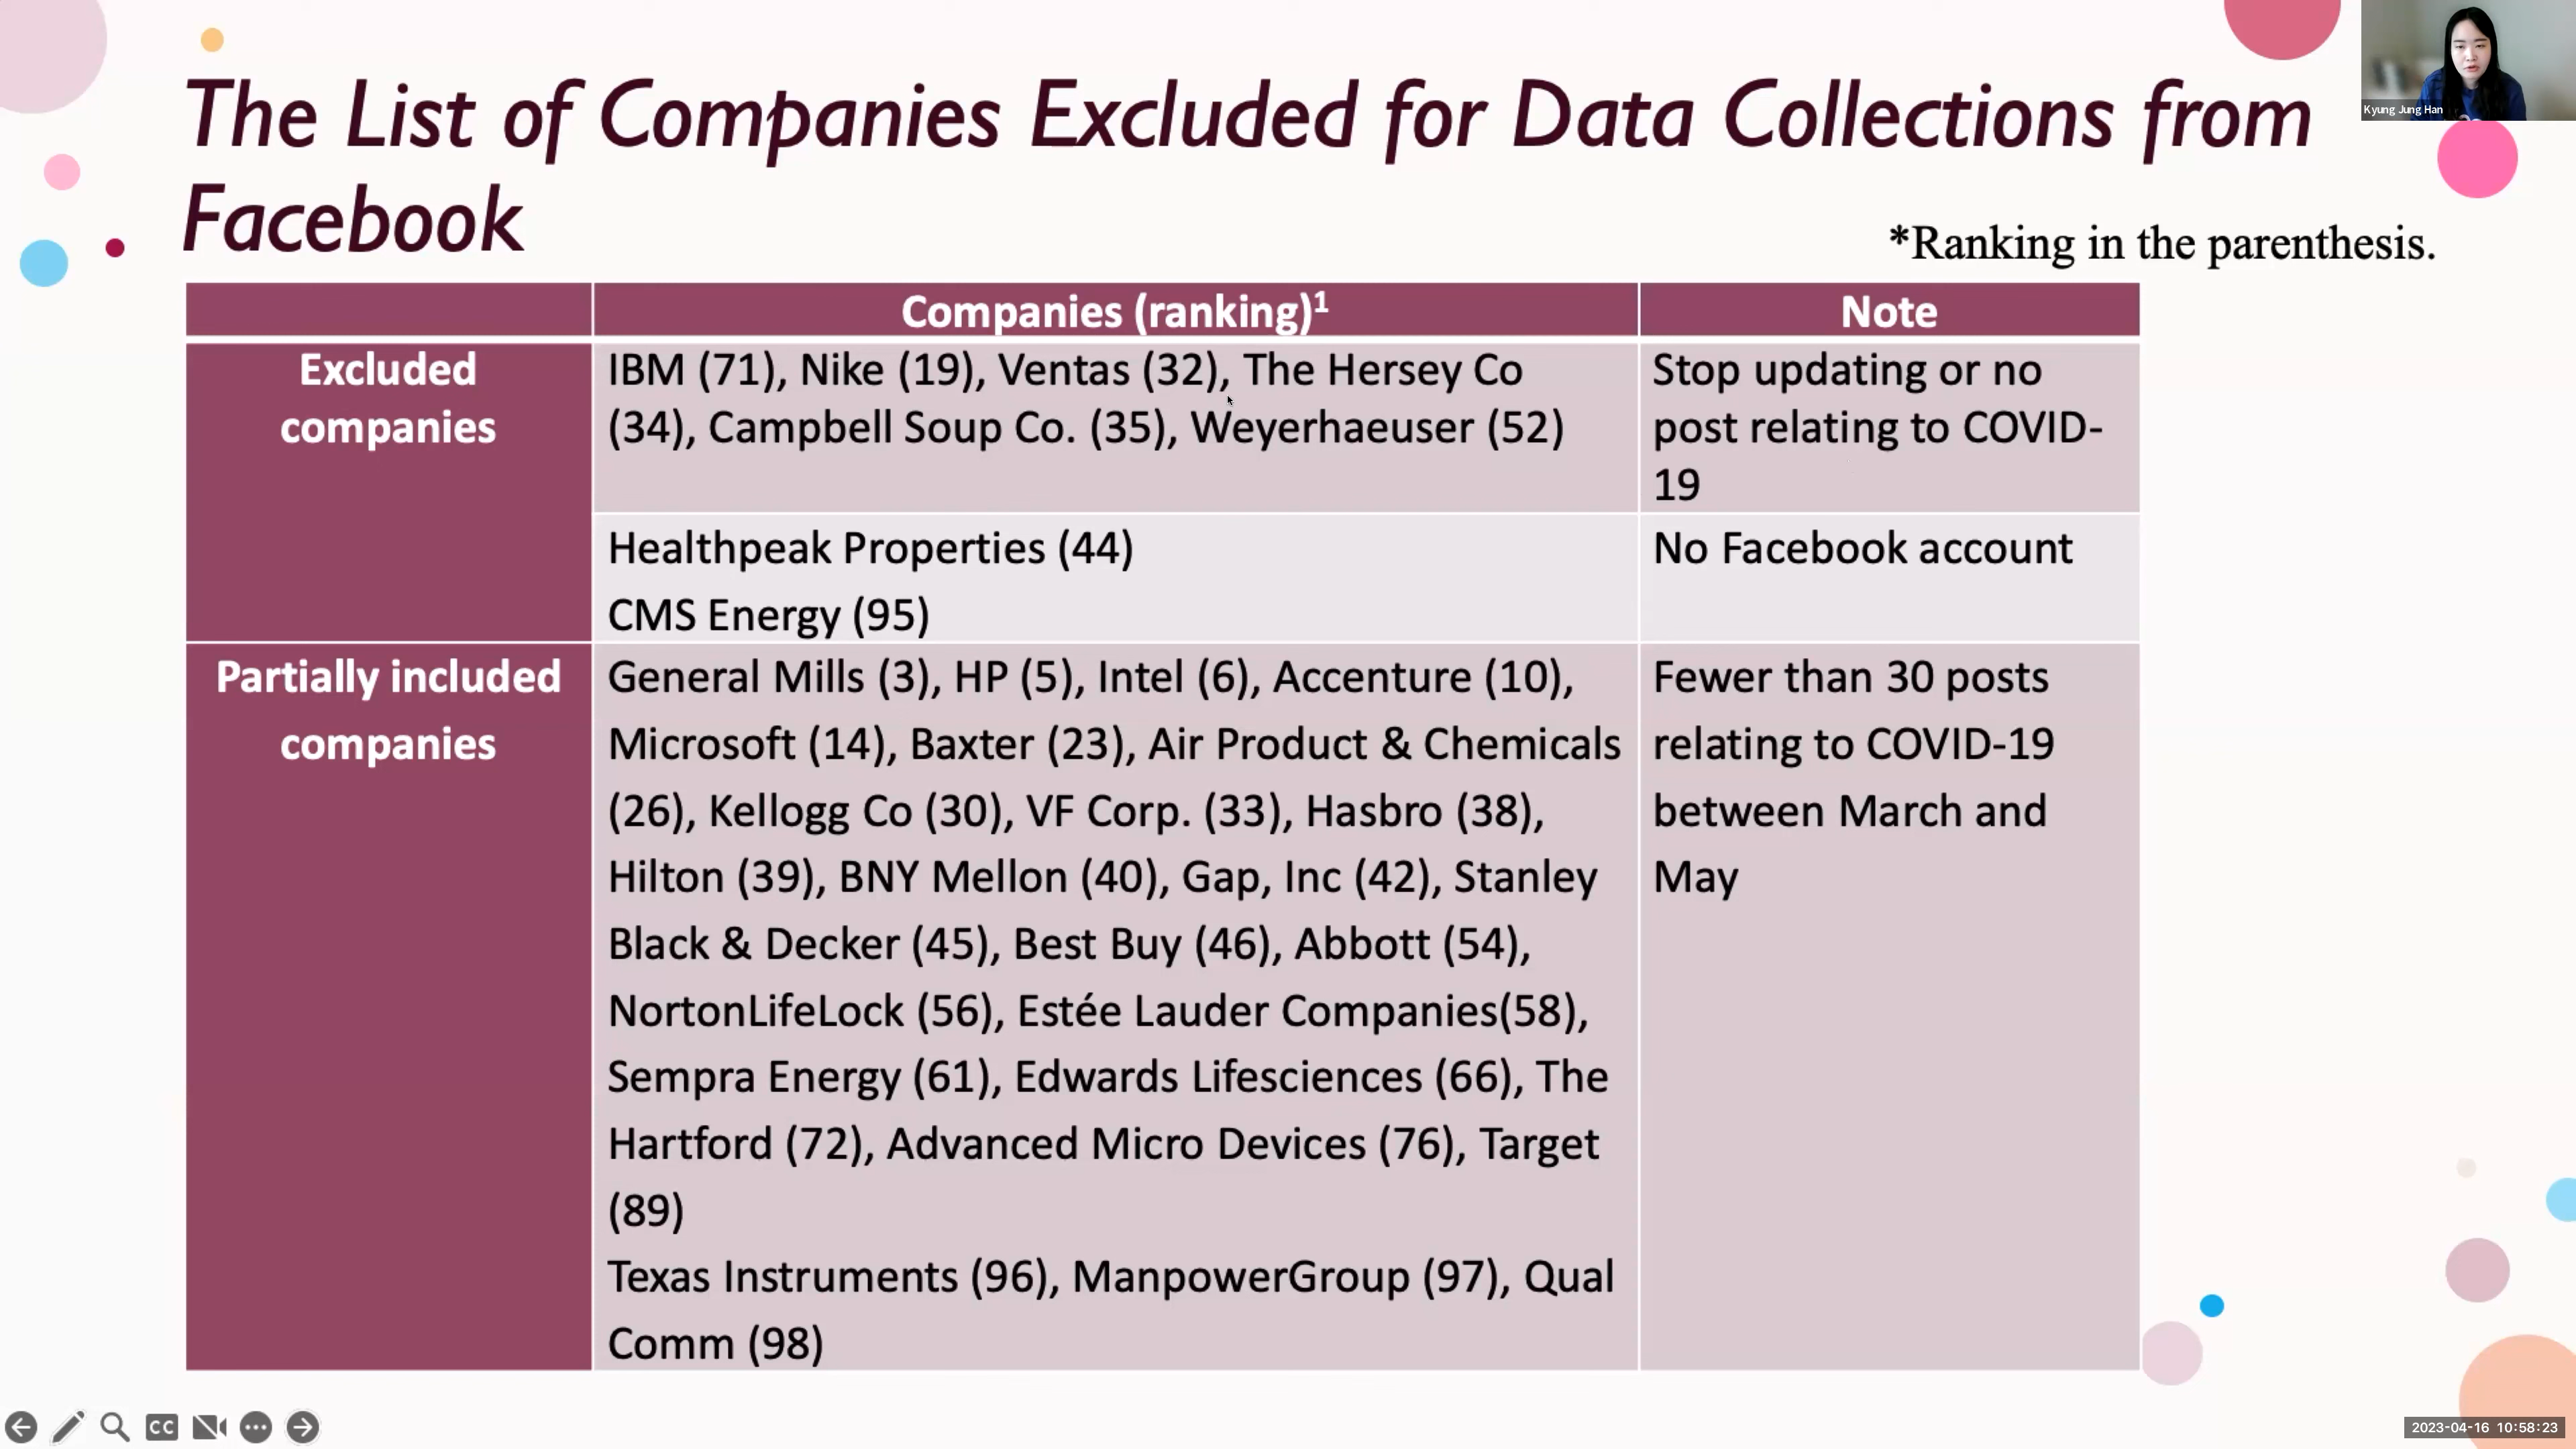 The List of Companies Excluded for Data Collections from
Facebook
Kyung Jung Han
*Ranking in the parenthesis.
Companies (ranking)1
Note
Excluded
companies
IBM (71), Nike (19), Ventas (32), The Hersey Co
(34), Campbell Soup Co. (35), Weyerhaeuser (52)
Stop updating or no
post relating to COVID-
19
Healthpeak Properties (44)
CMS Energy (95)
No Facebook account
Partially included
companies
General Mills (3), HP (5), Intel (6), Accenture (10),
Microsoft (14), Baxter (23), Air Product & Chemicals
(26), Kellogg Co (30), VF Corp. (33), Hasbro (38),
Hilton (39), BNY Mellon (40), Gap, Inc (42), Stanley
Black & Decker (45), Best Buy (46), Abbott (54),
NortonLifeLock (56), Estée Lauder Companies(58),
Sempra Energy (61), Edwards Lifesciences (66), The
Hartford (72), Advanced Micro Devices (76), Target
(89)
Texas Instruments (96), ManpowerGroup (97), Qual
Comm (98)
Fewer than 30 posts
relating to COVID-19
between March and
May
CC
2023-04-16 10:58:23